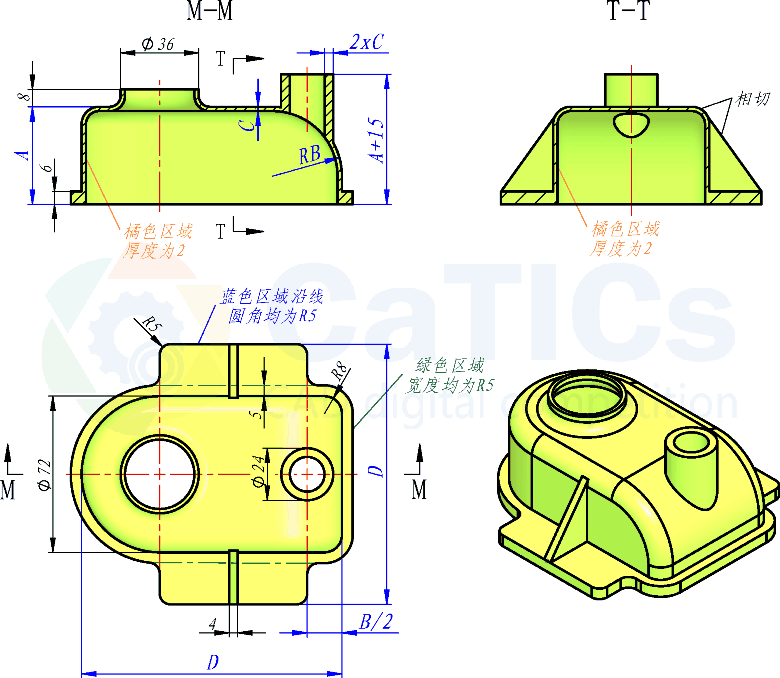 M-M
T-T
Φ36
T
2xC
8
A
6
C
RB
A+15
相切
橘色区域
厚度为2
T
橘色区域
厚度为2
CaTICs
3D digital competition
蓝色区域沿线
圆角均为R5
R5
R8
绿色区域
宽度均为R5
5
Φ72
Φ24
D
M
M
4
B/2
D